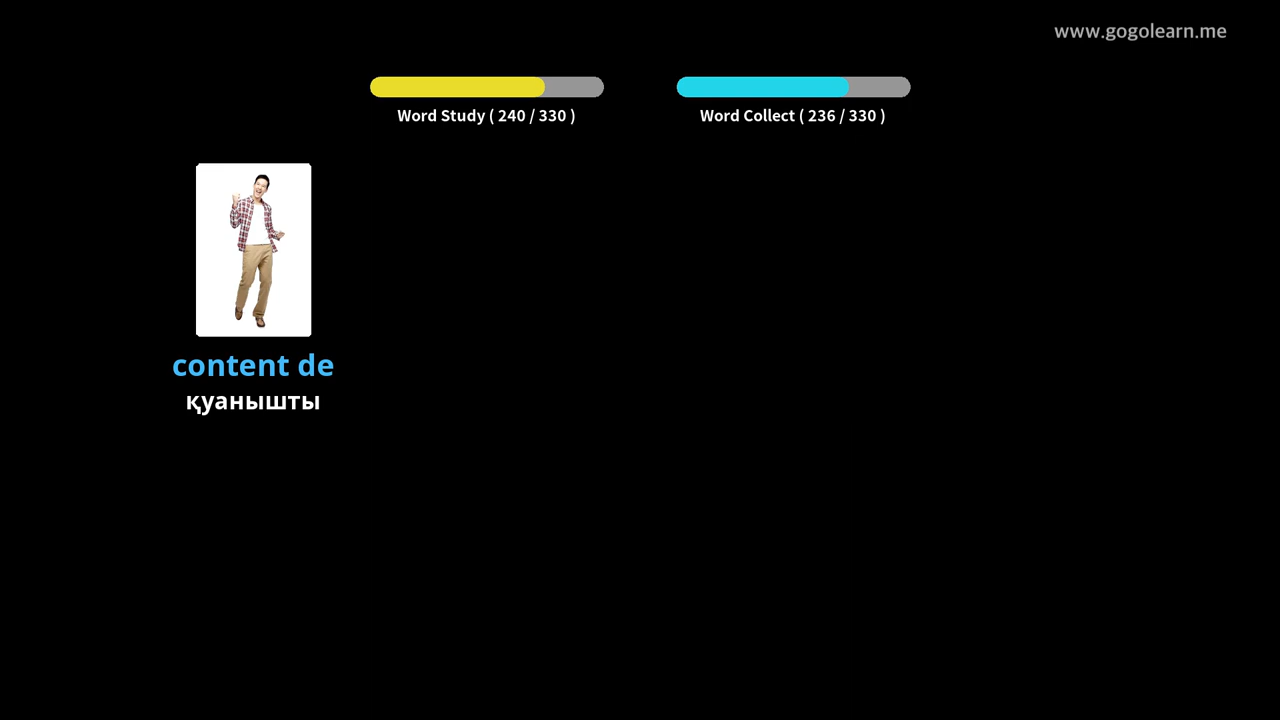 www.gogolearn.me
Word Study ( 240 / 330 )
Word Collect ( 236 / 330 )
content de
қуанышты